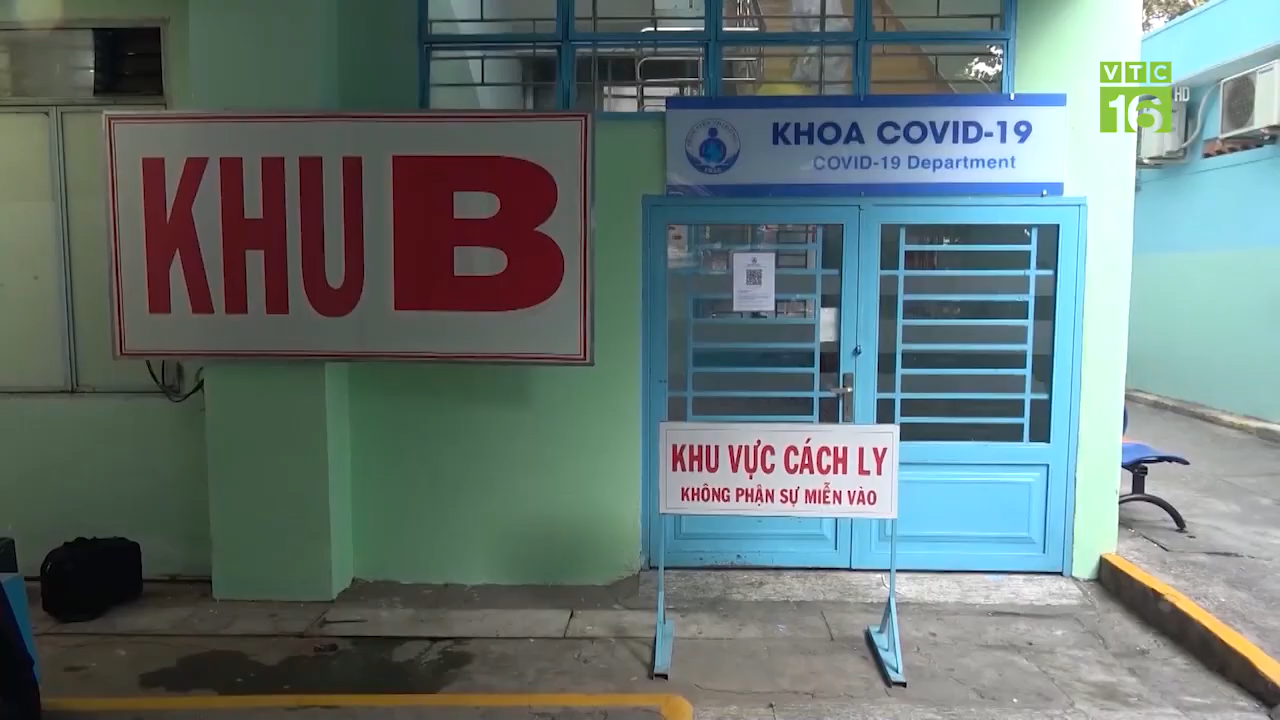 VTC
16 HD
KHU B
KHOA COVID-19
COVID-19 Department
KHU VỰC CÁCH LY
KHÔNG PHẬN SỰ MIỄN VÀO